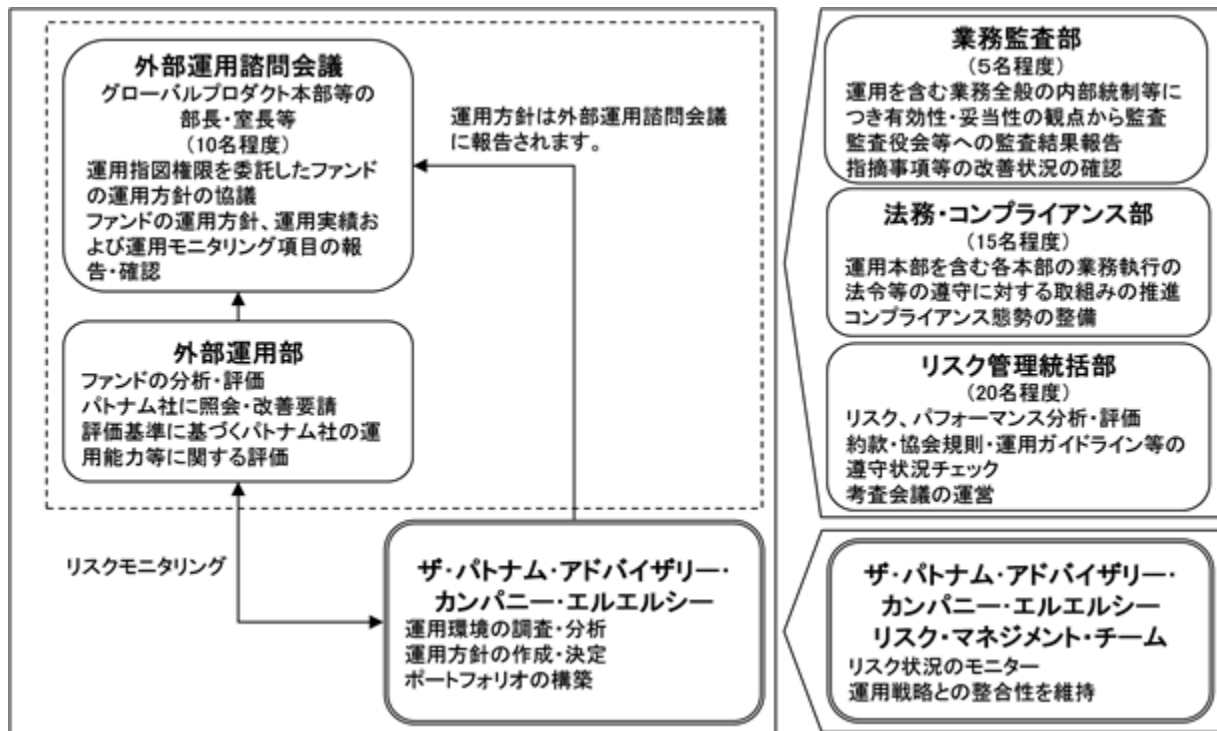 外部運用諮問会議
グローバルプロダクト本部等の
部長・室長等
(10名程度)
運用指図権限を委託したファンド
の運用方針の協議
ファンドの運用方針、運用実績お
よび運用モニタリング項目の報
告・確認
運用方針は外部運用諮問会議
に報告されます。
外部運用部
ファンドの分析・評価
パトナム社に照会・改善要請
評価基準に基づくパトナム社の運
用能力等に関する評価
リスクモニタリング
ザ・パトナム・アドバイザリー・
カンパニー・エルエルシー
運用環境の調査・分析
運用方針の作成・決定
ポートフォリオの構築
業務監査部
(5名程度)
運用を含む業務全般の内部統制等に
つき有効性・妥当性の観点から監査
監査役会等への監査結果報告
指摘事項等の改善状況の確認
法務・コンプライアンス部
(15名程度)
運用本部を含む各本部の業務執行の
法令等の遵守に対する取組みの推進
コンプライアンス態勢の整備
リスク管理統括部
(20名程度)
リスク、パフォーマンス分析・評価
約款・協会規則・運用ガイドライン等の
遵守状況チェック
考査会議の運営
ザ・パトナム・アドバイザリー・
カンパニー・エルエルシー
リスク・マネジメント・チーム
リスク状況のモニター
運用戦略との整合性を維持